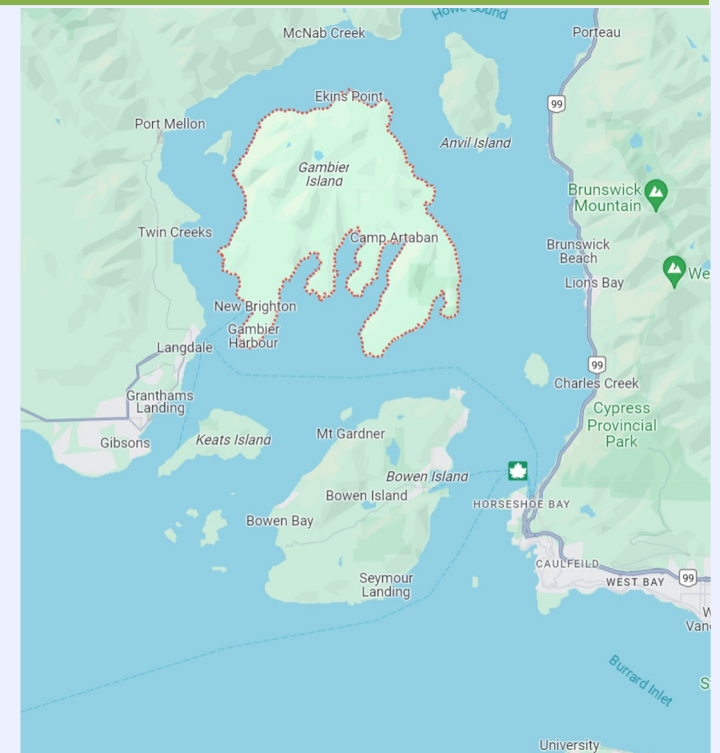 Howe Sound
McNab Creek
Porteau
Ekins Point
99
Port Mellon
Anvil Island
Gambier
Island
Brunswick
Mountain
Twin Creeks
Camp Artaban
Brunswick
Beach
We
Lions Bay
New Brighton
Gambier
Harbour
Langdale
99
Charles Creek
Granthams
Landing
Cypress
Provincial
Park
Mt Gardner
Keats Island
Gibsons
Bowen Island
Bowen Island
HORSESHOE BAY
Bowen Bay
CAULFEILD
Seymour
Landing
WEST BAY
99
W
Van
Burrard Inlet
S
University